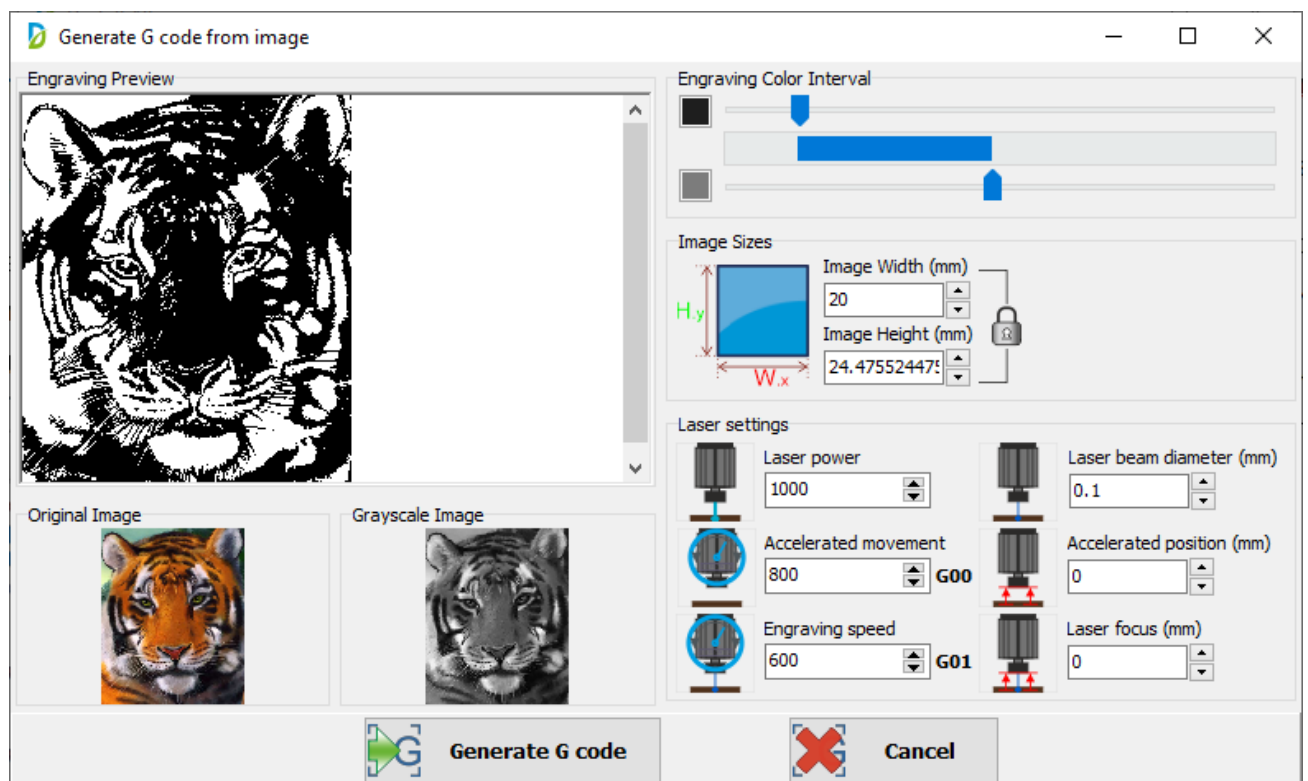 Generate G code from image
Engraving Preview
Engraving Color Interval
Image Sizes
Image Width (mm)
20
H.y
Image Height (mm)
24.475524475
W.x
Laser settings
Laser power
1000
Laser beam diameter (mm)
0.1
Accelerated movement
800
G00
Accelerated position (mm)
0
Engraving speed
600
G01
Laser focus (mm)
0
Original Image
Grayscale Image
G
Generate G code
G
Cancel